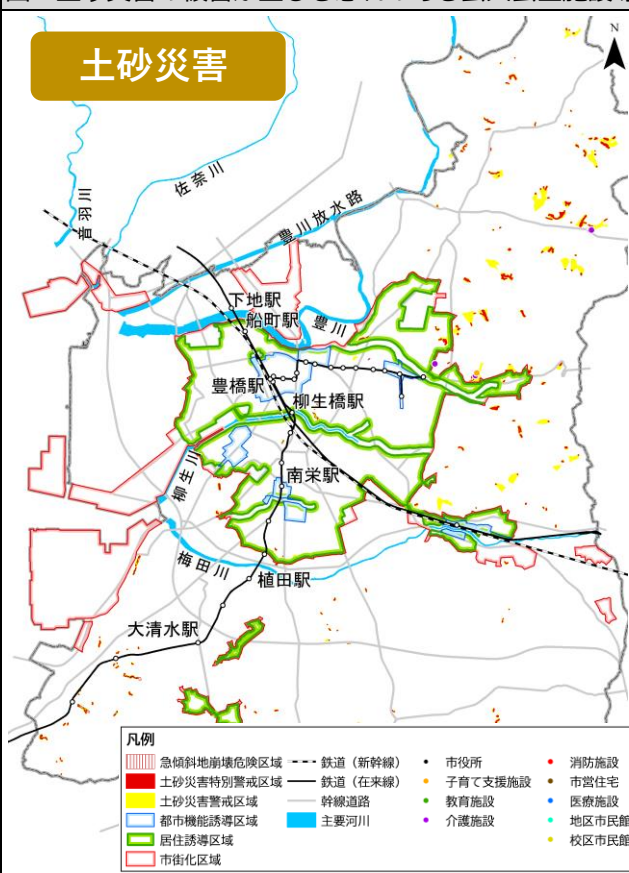 土砂災害
N
佐奈川
音羽川
豊川放水路
下地駅
船町駅
豊川
豊橋駅
柳生橋駅
柳生川
南栄駅
梅田川
植田駅
大清水駅
凡例
急傾斜地崩壊危険区域
土砂災害特別警戒区域
土砂災害警戒区域
都市機能誘導区域
居住誘導区域
市街化区域
鉄道（新幹線）
鉄道（在来線）
幹線道路
主要河川
市役所
子育て支援施設
教育施設
介護施設
消防施設
市営住宅
医療施設
地区市民館
校区市民館